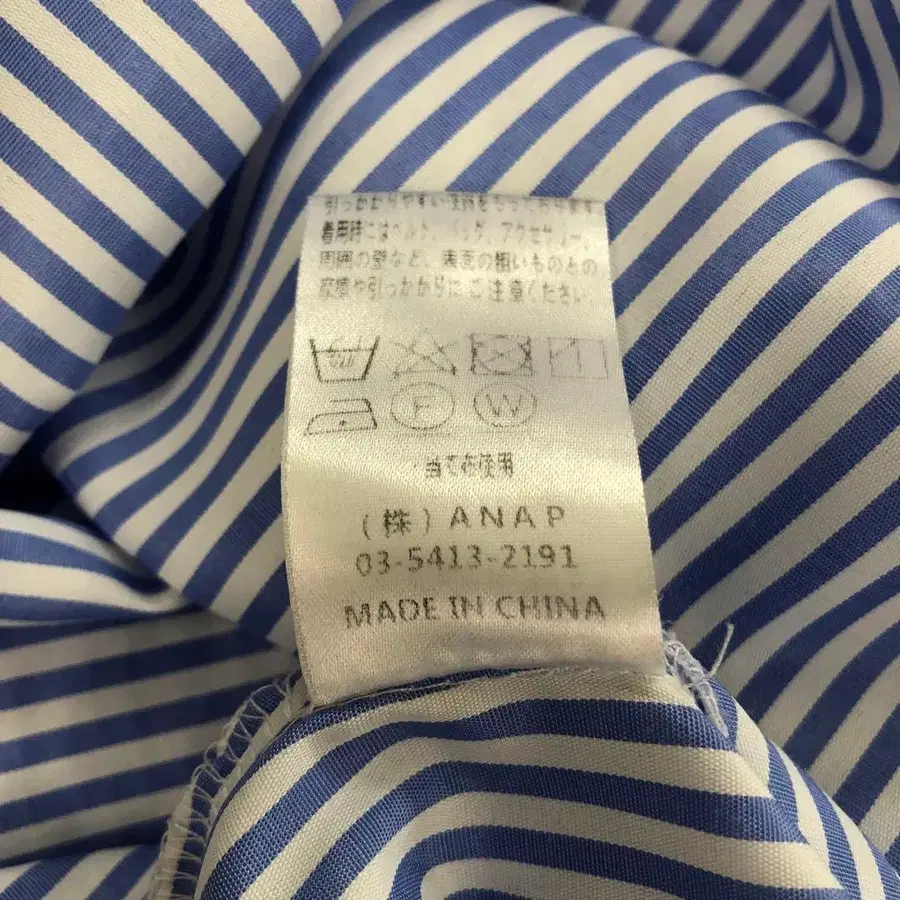 引っかかりやすい素材をもっております
着用時にはベルト、バッグ、アクセサリー、
周囲の壁など、表面の粗いものとの
摩擦や引っかかりにご注意ください。
F W
当て布使用
(株) ANAP
03-5413-2191
MADE IN CHINA